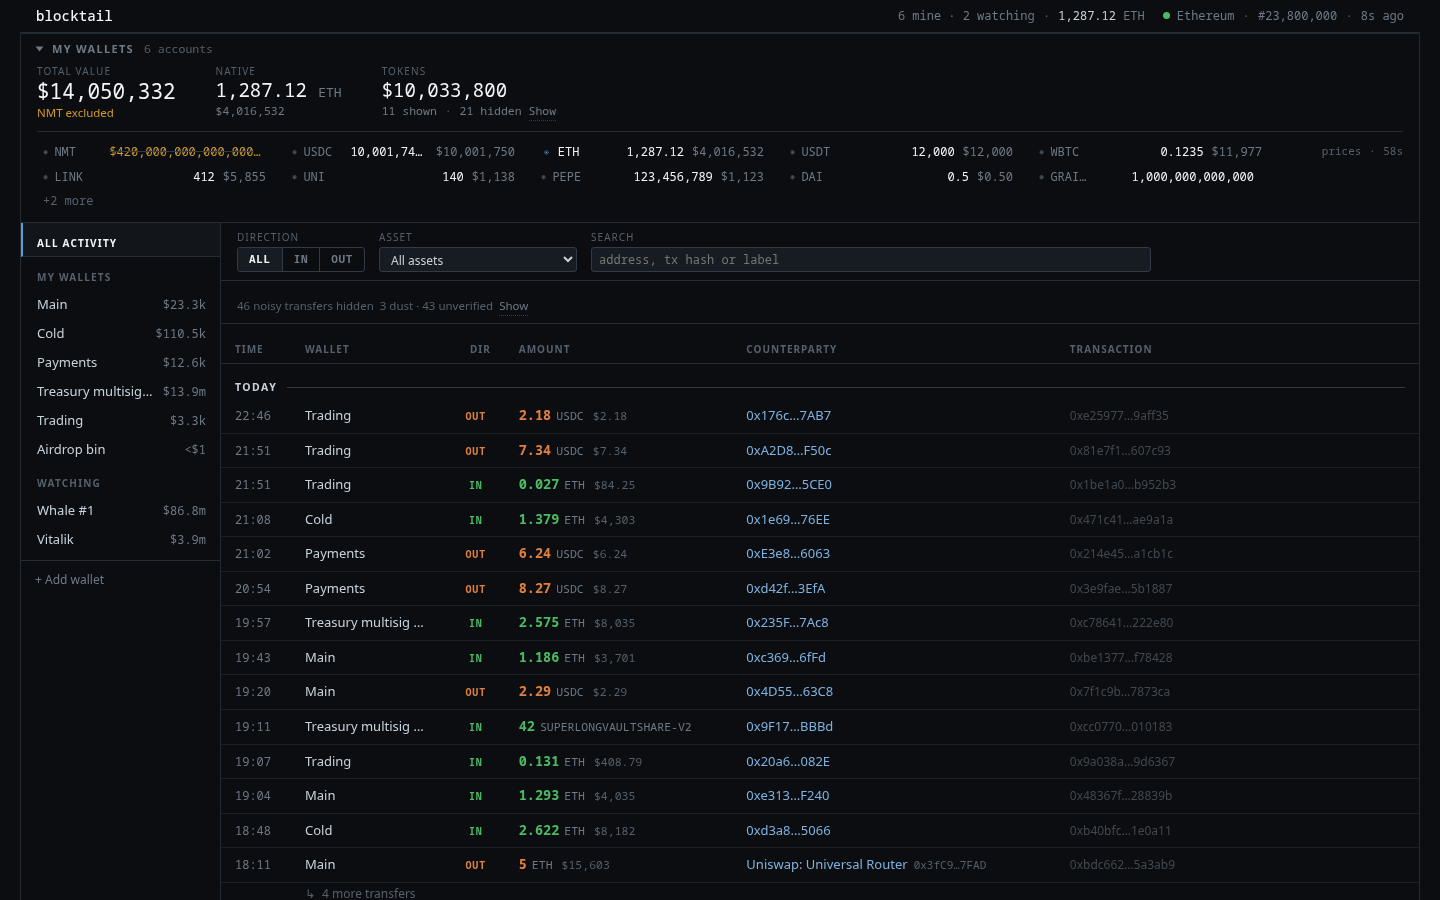 blocktail 6 mine · 2 watching · 1,287.12 ETH Ethereum · #23,800,000 · 8s ago
MY WALLETS 6 accounts
TOTAL VALUE NATIVE TOKENS
$14,050,332 1,287.12 ETH $10,033,800
NMT excluded $4,016,532 11 shown · 21 hidden Show
NMT $420,000,000,000,000… USDC 10,001,74… $10,001,750 ETH 1,287.12 $4,016,532 USDT 12,000 $12,000 WBTC 0.1235 $11,977 prices · 58s
LINK 412 $5,855 UNI 140 $1,138 PEPE 123,456,789 $1,123 DAI 0.5 $0.50 GRAI… 1,000,000,000,000
+2 more
ALL ACTIVITY
MY WALLETS
Main $23.3k
Cold $110.5k
Payments $12.6k
Treasury multisig… $13.9m
Trading $3.3k
Airdrop bin <$1
WATCHING
Whale #1 $86.8m
Vitalik $3.9m
+ Add wallet
DIRECTION ASSET SEARCH
ALL IN OUT All assets address, tx hash or label
46 noisy transfers hidden 3 dust · 43 unverified Show
TIME WALLET DIR AMOUNT COUNTERPARTY TRANSACTION
TODAY
22:46 Trading OUT 2.18 USDC $2.18 0x176c…7AB7 0xe25977…9aff35
21:51 Trading OUT 7.34 USDC $7.34 0xA2D8…F50c 0x81e7f1…607c93
21:51 Trading IN 0.027 ETH $84.25 0x9B92…5CE0 0x1be1a0…b952b3
21:08 Cold IN 1.379 ETH $4,303 0x1e69…76EE 0x471c41…ae9a1a
21:02 Payments OUT 6.24 USDC $6.24 0xE3e8…6063 0x214e45…a1cb1c
20:54 Payments OUT 8.27 USDC $8.27 0xd42f…3EfA 0x3e9fae…5b1887
19:57 Treasury multisig … IN 2.575 ETH $8,035 0x235F…7Ac8 0xc78641…222e80
19:43 Main IN 1.186 ETH $3,701 0xc369…6fFd 0xbe1377…f78428
19:20 Main OUT 2.29 USDC $2.29 0x4D55…63C8 0x7f1c9b…7873ca
19:11 Treasury multisig … IN 42 SUPERLONGVAULTSHARE-V2 0x9F17…BBBd 0xcc0770…010183
19:07 Trading IN 0.131 ETH $408.79 0x20a6…082E 0x9a038a…9d6367
19:04 Main IN 1.293 ETH $4,035 0xe313…F240 0x48367f…28839b
18:48 Cold IN 2.622 ETH $8,182 0xd3a8…5066 0xb40bfc…1e0a11
18:11 Main OUT 5 ETH $15,603 Uniswap: Universal Router 0x3fC9…7FAD 0xbdc662…5a3ab9
↳ 4 more transfers